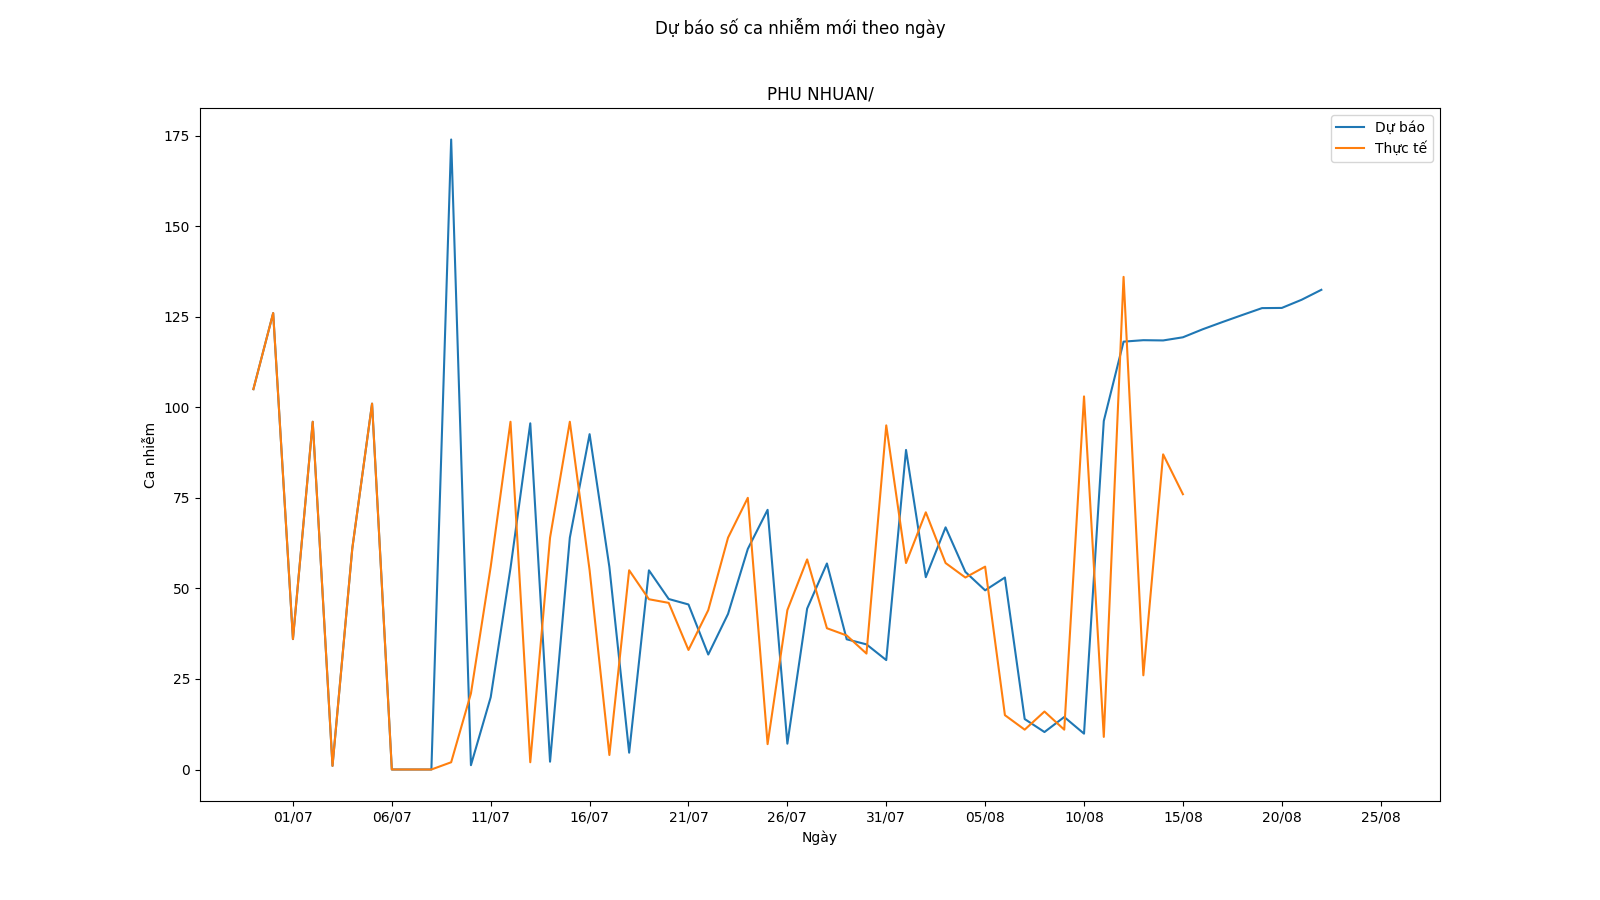 Dự báo số ca nhiễm mới theo ngày
PHU NHUAN/
Dự báo
Thực tế
175
150
125
100
75
50
25
0
Ca nhiễm
01/07 06/07 11/07 16/07 21/07 26/07 31/07 05/08 10/08 15/08 20/08 25/08
Ngày